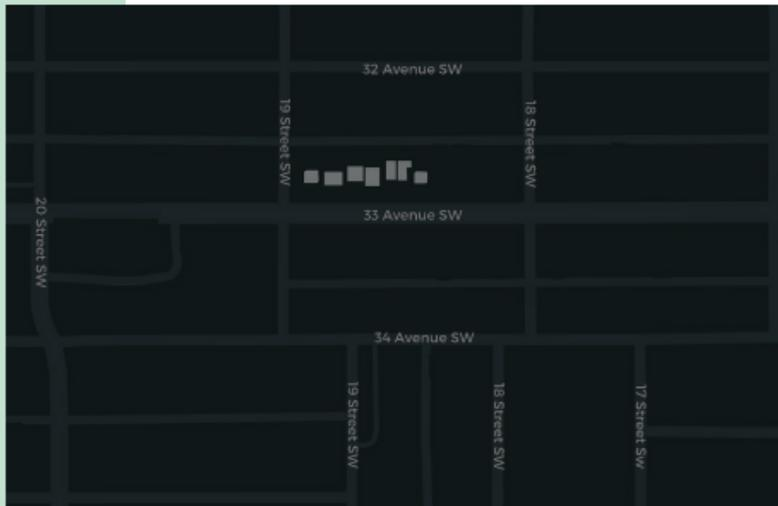 32 Avenue SW
19 Street SW
18 Street SW
20 Street SW
33 Avenue SW
34 Avenue SW
19 Street SW
18 Street SW
17 Street Sw